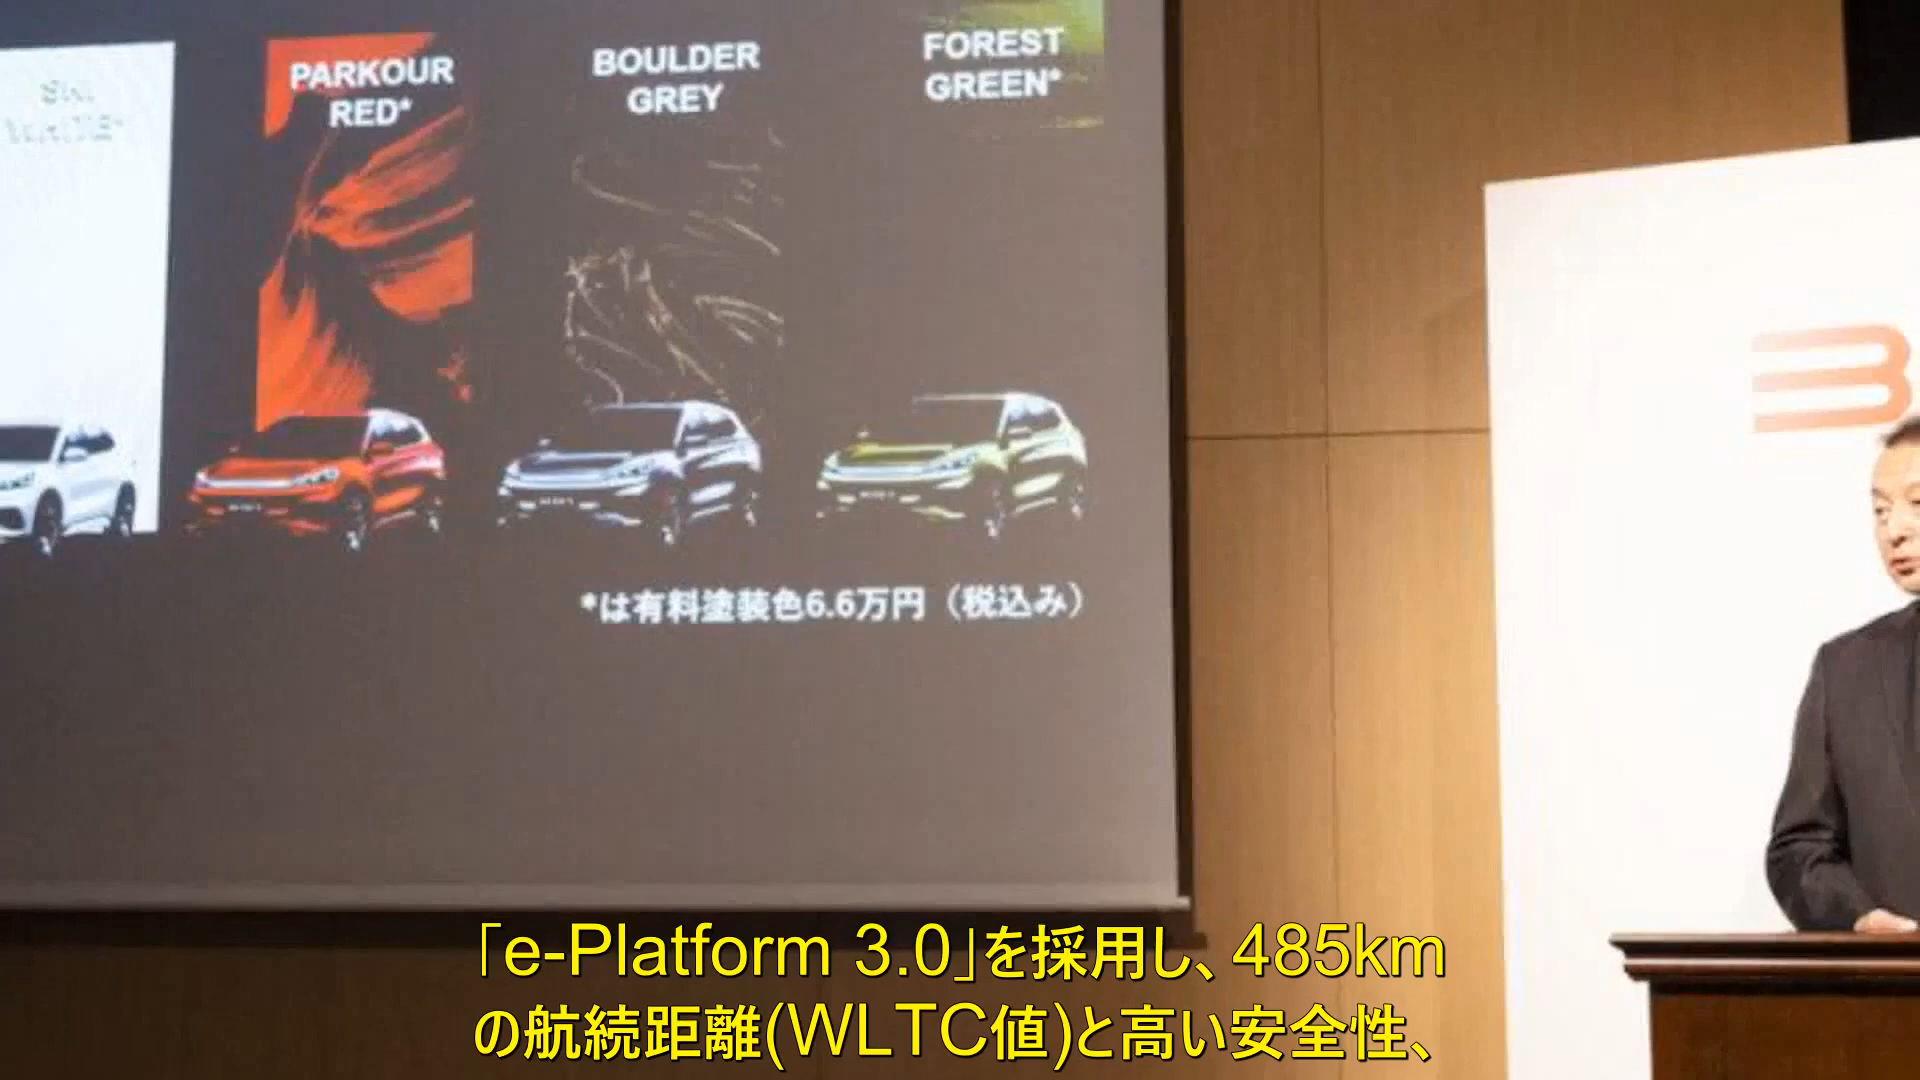 PARKOUR
RED*
BOULDER
GREY
FOREST
GREEN*
*は有料塗装色6.6万円（税込み）
「e-Platform 3.0」を採用し、485km
の航続距離(WLTC値)と高い安全性、